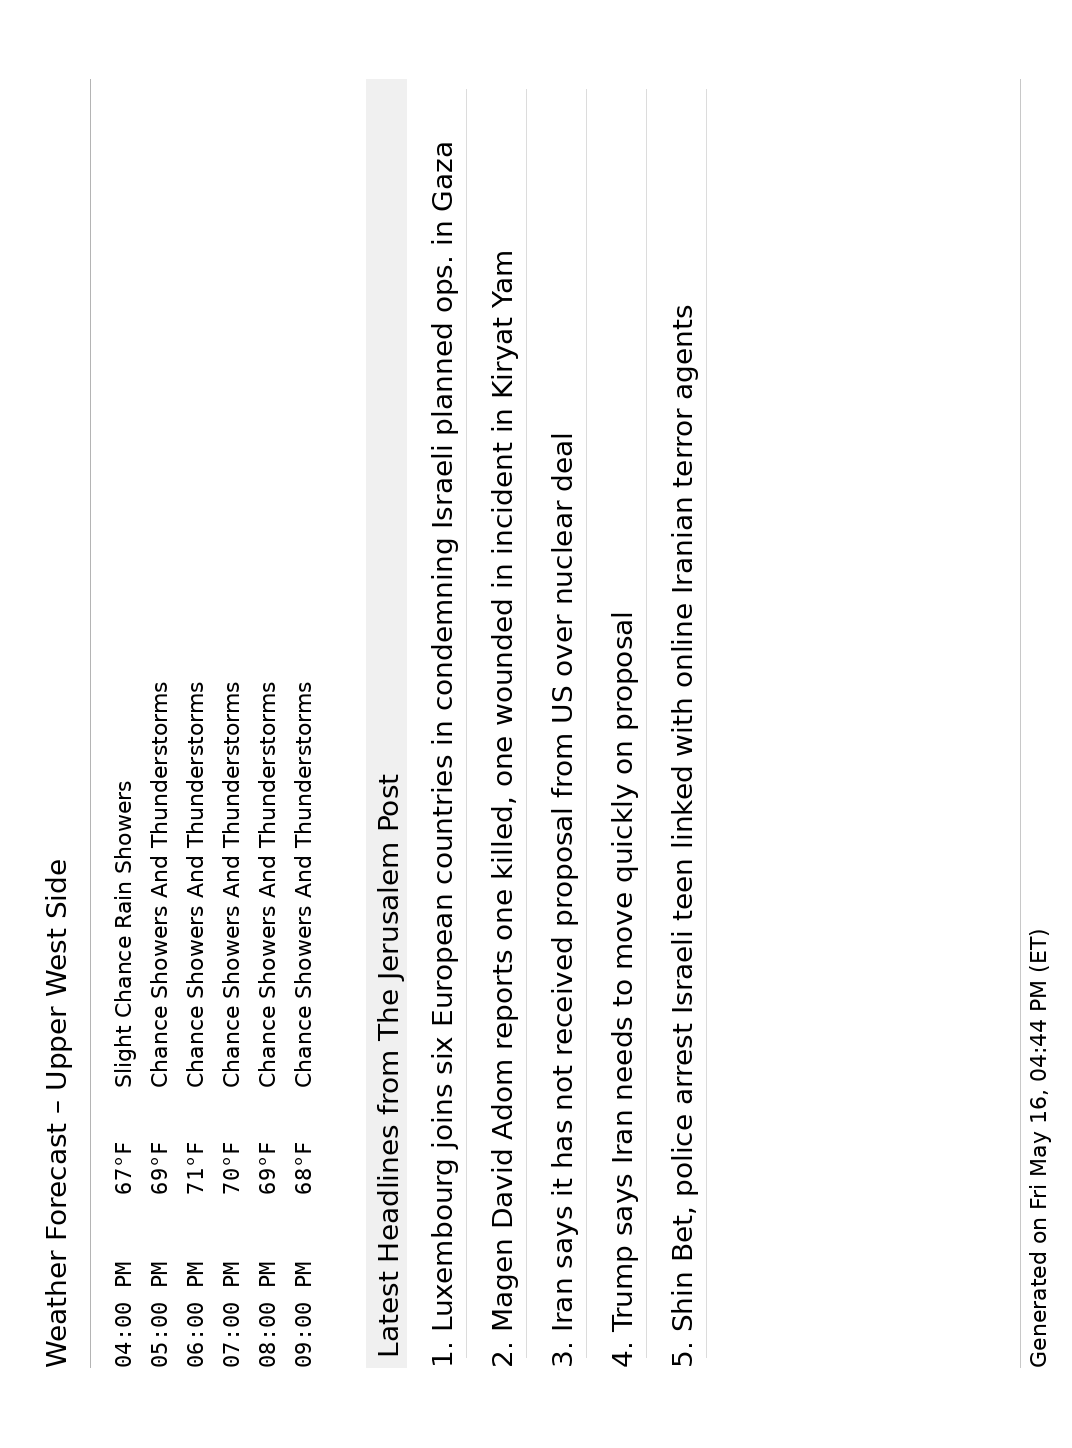 Weather Forecast – Upper West Side
04:00 PM 67°F Slight Chance Rain Showers
05:00 PM 69°F Chance Showers And Thunderstorms
06:00 PM 71°F Chance Showers And Thunderstorms
07:00 PM 70°F Chance Showers And Thunderstorms
08:00 PM 69°F Chance Showers And Thunderstorms
09:00 PM 68°F Chance Showers And Thunderstorms
Latest Headlines from The Jerusalem Post
1. Luxembourg joins six European countries in condemning Israeli planned ops. in Gaza
2. Magen David Adom reports one killed, one wounded in incident in Kiryat Yam
3. Iran says it has not received proposal from US over nuclear deal
4. Trump says Iran needs to move quickly on proposal
5. Shin Bet, police arrest Israeli teen linked with online Iranian terror agents
Generated on Fri May 16, 04:44 PM (ET)